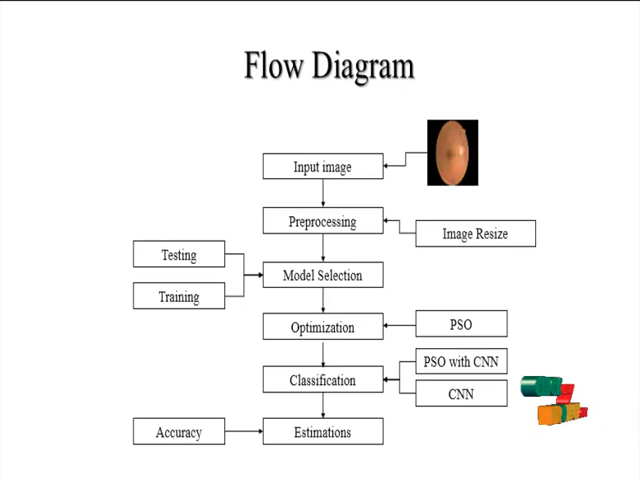 Flow Diagram
Input image
Preprocessing
Image Resize
Testing
Model Selection
Training
Optimization
PSO
PSO with CNN
Classification
CNN
Accuracy
Estimations